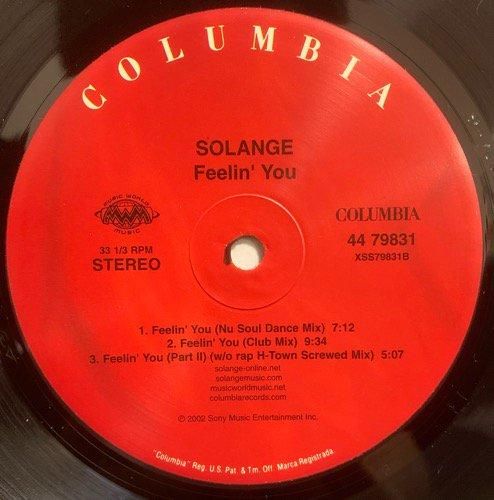 COLUMBIA
SOLANGE
Feelin' You
MUSIC WORLD
MUSIC
33 1/3 RPM
STEREO
COLUMBIA
44 79831
XSS79831B
1. Feelin' You (Nu Soul Dance Mix) 7:12
2. Feelin' You (Club Mix) 9:34
3. Feelin' You (Part II) (w/o rap H-Town Screwed Mix) 5:07
solange-online.net
solangemusic.com
musicworldmusic.net
columbiarecords.com
℗ 2002 Sony Music Entertainment Inc.
"Columbia" Reg. U.S. Pat. & Tm. Off. Marca Registrada.